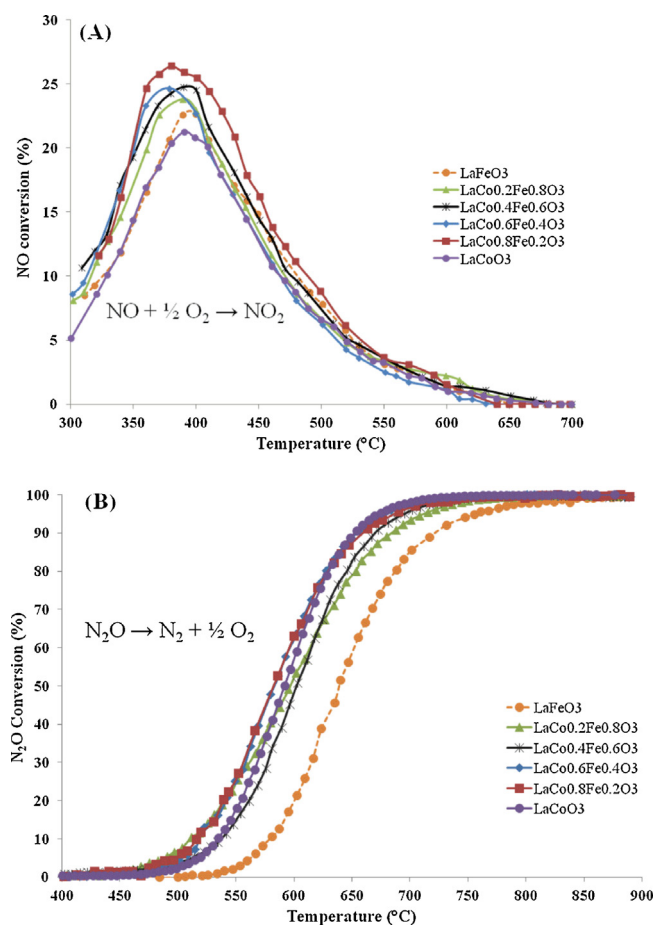 (A)
30
25
20
15
10
5
0
NO conversion (%)
LaFeO3
LaCo0.2Fe0.8O3
LaCo0.4Fe0.6O3
LaCo0.6Fe0.4O3
LaCo0.8Fe0.2O3
LaCoO3
NO + ½ O₂ → NO₂
300 400 500 600 700
Temperature (°C)
(B)
100
90
80
70
60
50
40
30
20
10
0
N₂O Conversion (%)
N₂O → N₂ + ½ O₂
LaFeO3
LaCo0.2Fe0.8O3
LaCo0.4Fe0.6O3
LaCo0.6Fe0.4O3
LaCo0.8Fe0.2O3
LaCoO3
400 450 500 550 600 650 700 750 800 850 900
Temperature (°C)